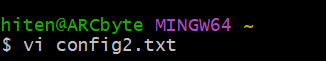 hiten@ARCbyte MINGW64 ~
$ vi config2.txt